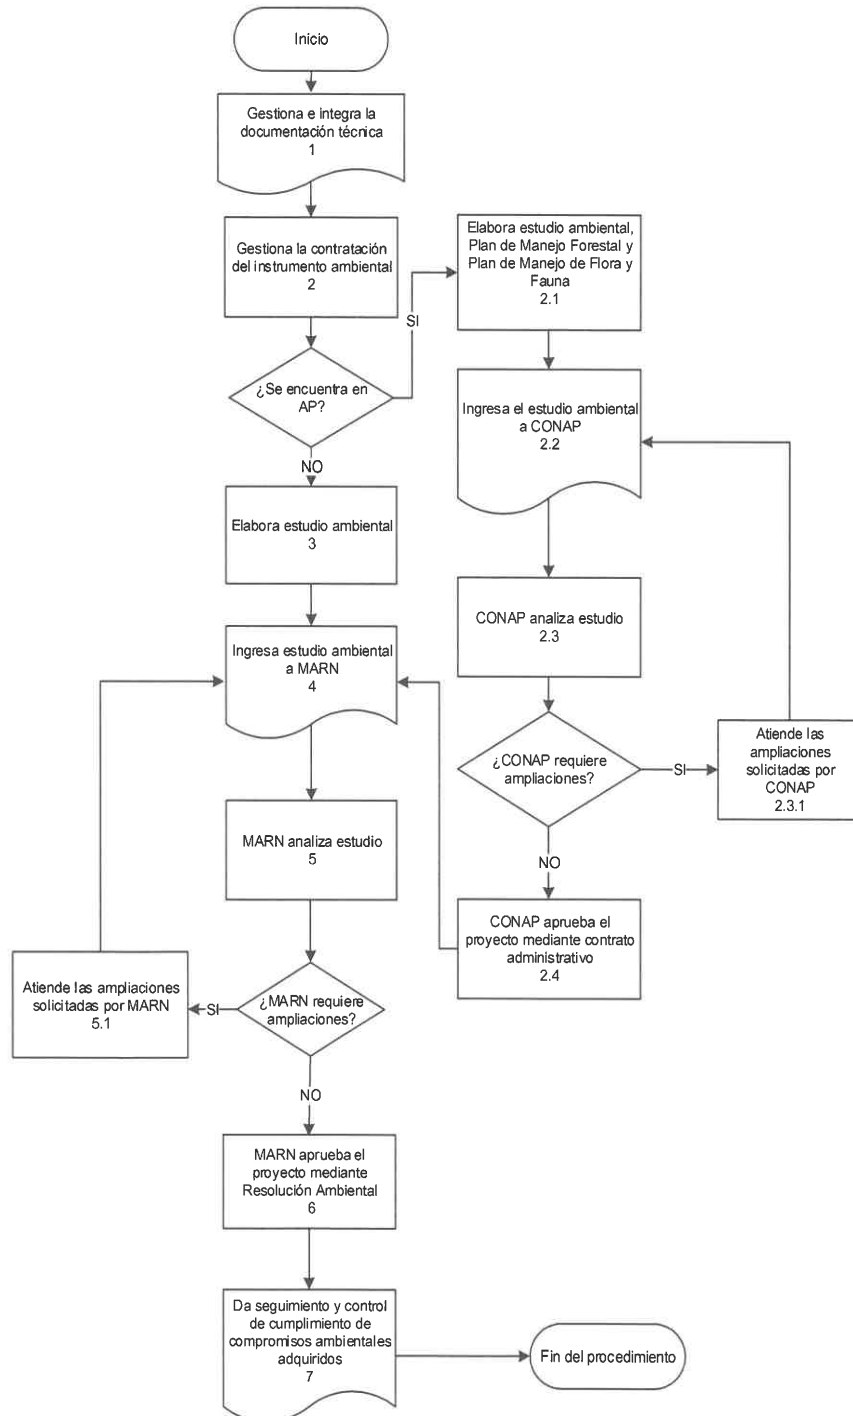 Inicio
Gestiona e integra la
documentación técnica
1
Gestiona la contratación
del instrumento ambiental
2
¿Se encuentra en
AP?
SI
NO
Elabora estudio ambiental,
Plan de Manejo Forestal y
Plan de Manejo de Flora y
Fauna
2.1
Ingresa el estudio ambiental
a CONAP
2.2
CONAP analiza estudio
2.3
¿CONAP requiere
ampliaciones?
SI
Atiende las
ampliaciones
solicitadas por
CONAP
2.3.1
NO
CONAP aprueba el
proyecto mediante contrato
administrativo
2.4
Elabora estudio ambiental
3
Ingresa estudio ambiental
a MARN
4
MARN analiza estudio
5
¿MARN requiere
ampliaciones?
SI
Atiende las ampliaciones
solicitadas por MARN
5.1
NO
MARN aprueba el
proyecto mediante
Resolución Ambiental
6
Da seguimiento y control
de cumplimiento de
compromisos ambientales
adquiridos
7
Fin del procedimiento